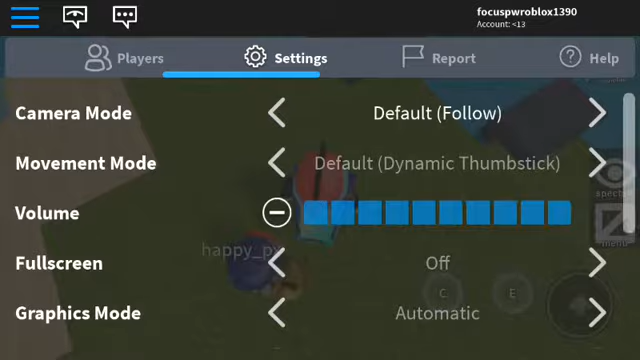 focuspwroblox1390
Account: <13
Players
Settings
Report
Help
Camera Mode
Default (Follow)
Movement Mode
Default (Dynamic Thumbstick)
Volume
Fullscreen
Off
Graphics Mode
Automatic
C
E
menu